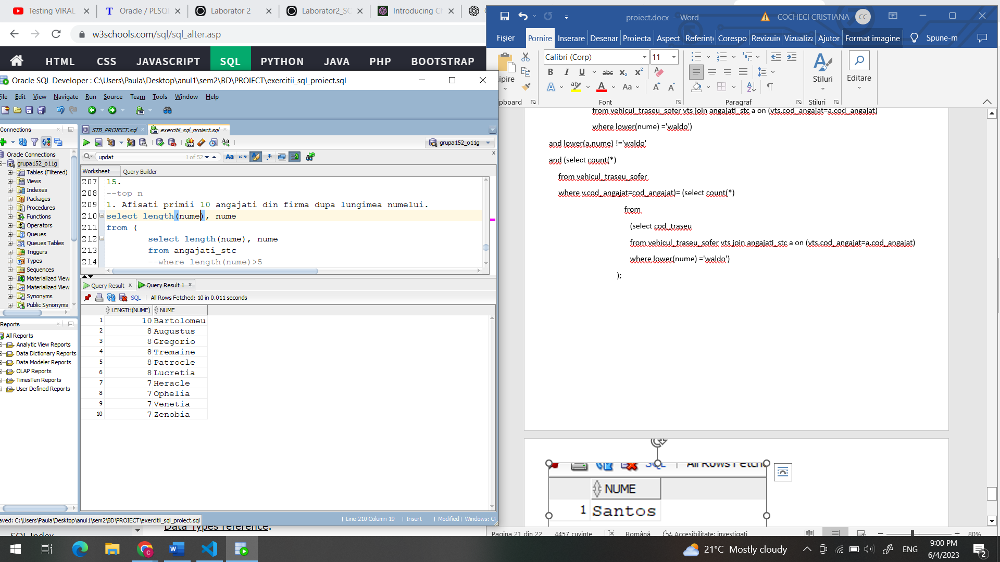 Testing VIRAL
Oracle / PLSQ
Laborator 2
Laborator2_SQ
Introducing Ch
w3schools.com/sql/sql_alter.asp
HTML CSS JAVASCRIPT SQL PYTHON JAVA PHP BOOTSTRAP
Oracle SQL Developer : C:\Users\Paula\Desktop\anul1\sem2\BD\PROIECT\exercitii_sql_proiect.sql
ile Edit View Navigate Run Source Team Tools Window Help
Connections
Oracle Connections
grupa152_o11g
Tables (Filtered)
Views
Indexes
Packages
Procedures
Functions
Operators
Queues
Queues Tables
Triggers
Types
Sequences
Materialized View
Materialized View
Synonyms
Public Synonyms
Reports
All Reports
Analytic View Reports
Data Dictionary Reports
Data Modeler Reports
OLAP Reports
TimesTen Reports
User Defined Reports
STB_PROIECT.sql
exercitii_sql_proiect.sql
grupa152_o11g
updat 1 of 52
Worksheet Query Builder
207 15.
208 --top n
209 1. Afisati primii 10 angajati din firma dupa lungimea numelui.
210 select length(nume), nume
211 from (
212 select length(nume), nume
213 from angajati_stc
214 --where length(nume)>5
Query Result x Query Result 1 x
SQL | All Rows Fetched: 10 in 0.011 seconds
LENGTH(NUME) NUME
1 10 Bartolomeu
2 8 Augustus
3 8 Gregorio
4 8 Tremaine
5 8 Patrocle
6 8 Lucretia
7 7 Heracle
8 7 Ophelia
9 7 Venetia
10 7 Zenobia
aved: C:\Users\Paula\Desktop\anul1\sem2\BD\PROIECT\exercitii_sql_proiect.sql
| Line 210 Column 19 | Insert | Modified | Windows: CF
SQL Index
Data Types reference.
proiect.docx - Word
COCHECI CRISTIANA CC
Fișier Pornire Inserare Desenar Proiecta Aspect Referințe Corespo Revizuir Vizualiza Ajutor Format imagine Spune-m
Calibri (Corp) 11
ipire
B I U abc x₂ x²
Aa
Stiluri
Editare
pboard Font Paragraf Stiluri
from vehicul_traseu_sofer vts join angajati_stc a on (vts.cod_angajat=a.cod_angajat)
where lower(nume) ='waldo')
and lower(a.nume) !='waldo'
and (select count(*)
from vehicul_traseu_sofer
where v.cod_angajat=cod_angajat)= (select count(*)
from
(select cod_traseu
from vehicul_traseu_sofer vts join angajati_stc a on (vts.cod_angajat=a.cod_angajat)
where lower(nume) ='waldo')
);
SQL | All Rows Fetche
NUME
1 Santos
Pagina 21 din 22 4457 cuvinte Română Accesibilitate: investigați 80%
21°C Mostly cloudy
ENG
9:00 PM
6/4/2023
2